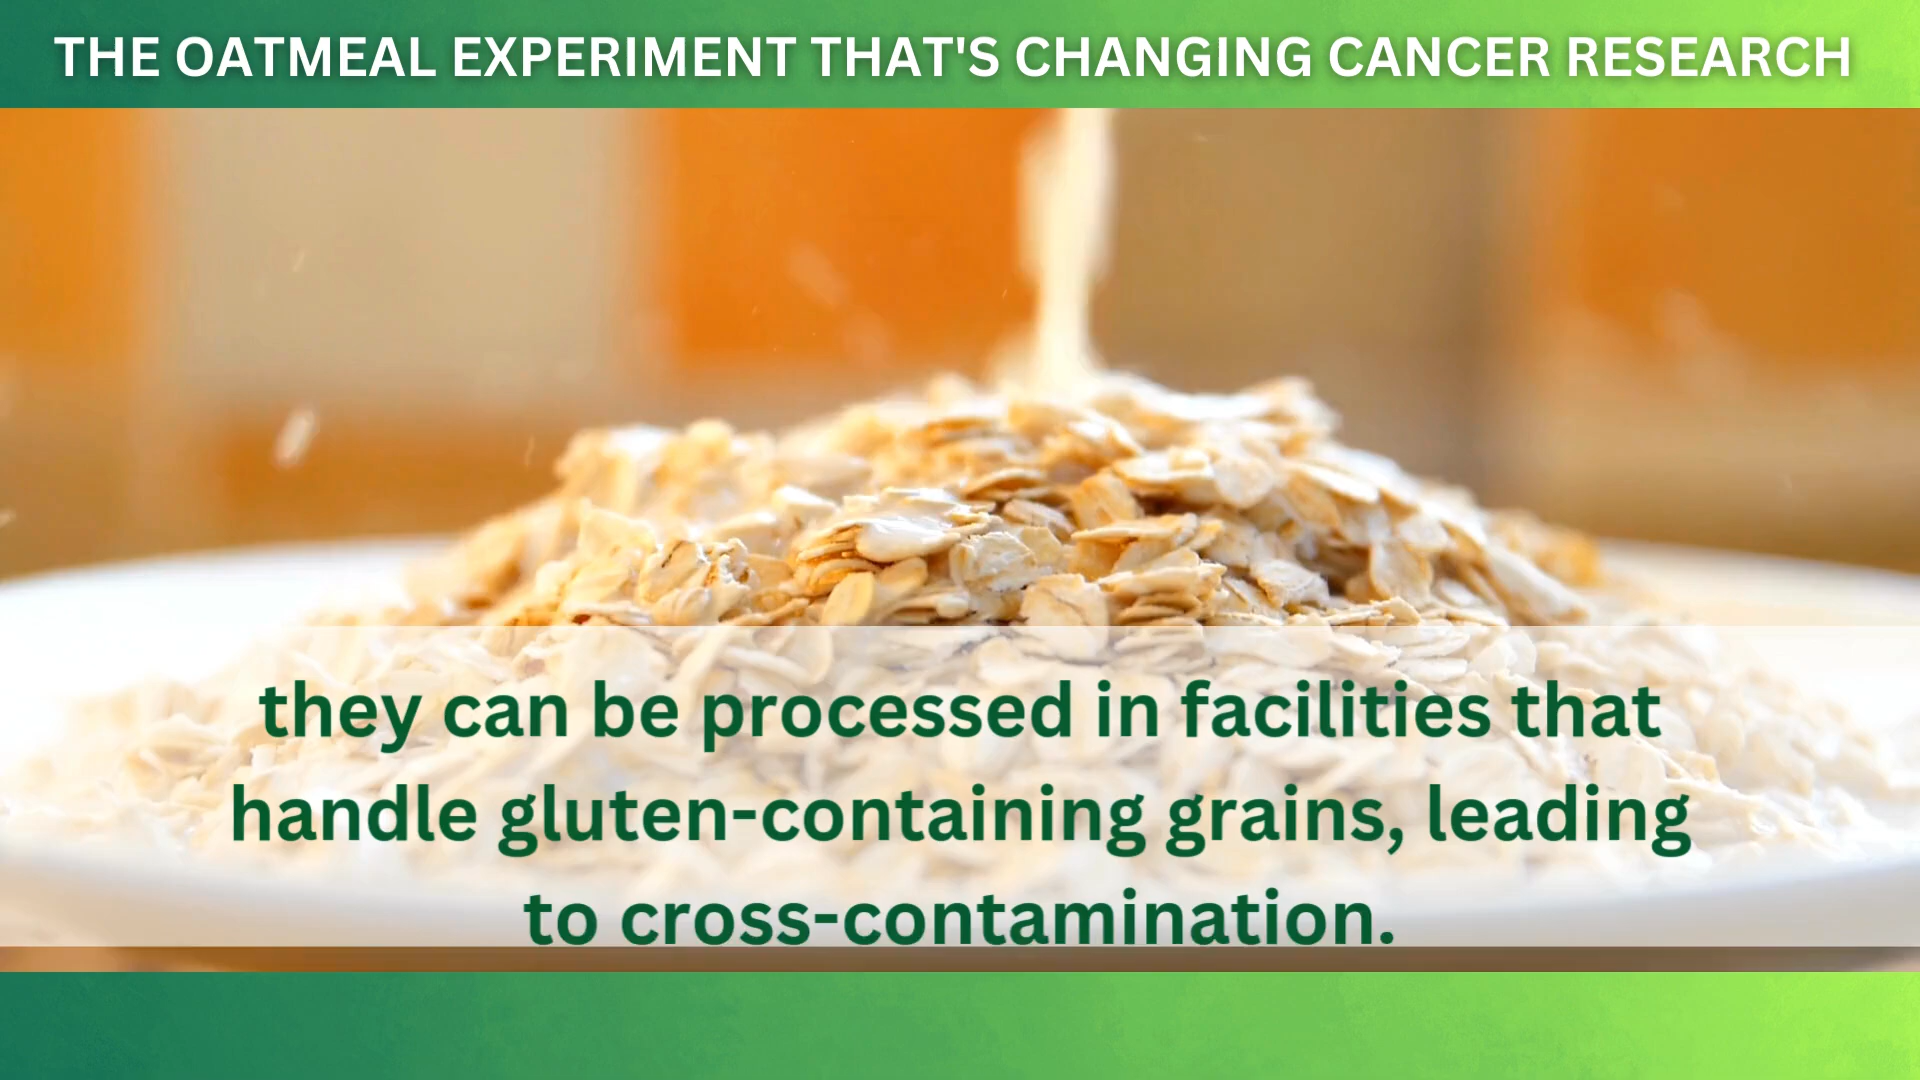 THE OATMEAL EXPERIMENT THAT'S CHANGING CANCER RESEARCH
they can be processed in facilities that
handle gluten-containing grains, leading
to cross-contamination.